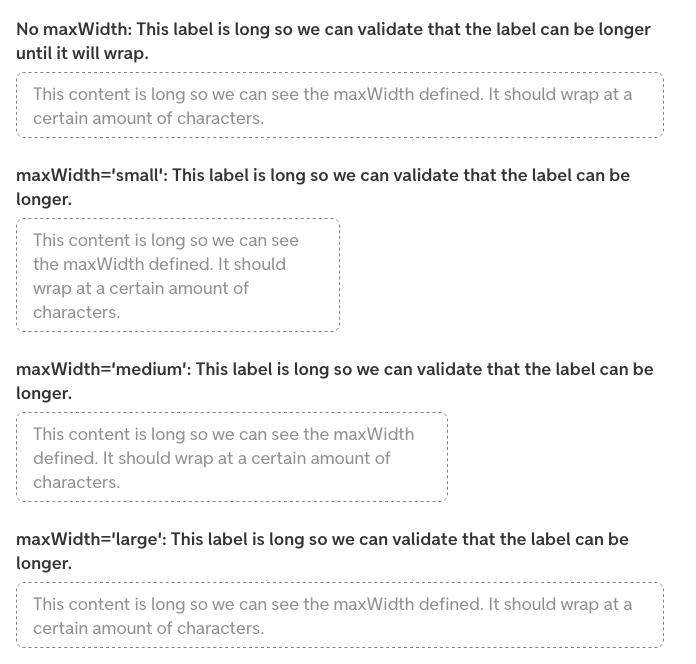 No maxWidth: This label is long so we can validate that the label can be longer
until it will wrap.
This content is long so we can see the maxWidth defined. It should wrap at a
certain amount of characters.
maxWidth='small': This label is long so we can validate that the label can be
longer.
This content is long so we can see
the maxWidth defined. It should
wrap at a certain amount of
characters.
maxWidth='medium': This label is long so we can validate that the label can be
longer.
This content is long so we can see the maxWidth
defined. It should wrap at a certain amount of
characters.
maxWidth='large': This label is long so we can validate that the label can be
longer.
This content is long so we can see the maxWidth defined. It should wrap at a
certain amount of characters.